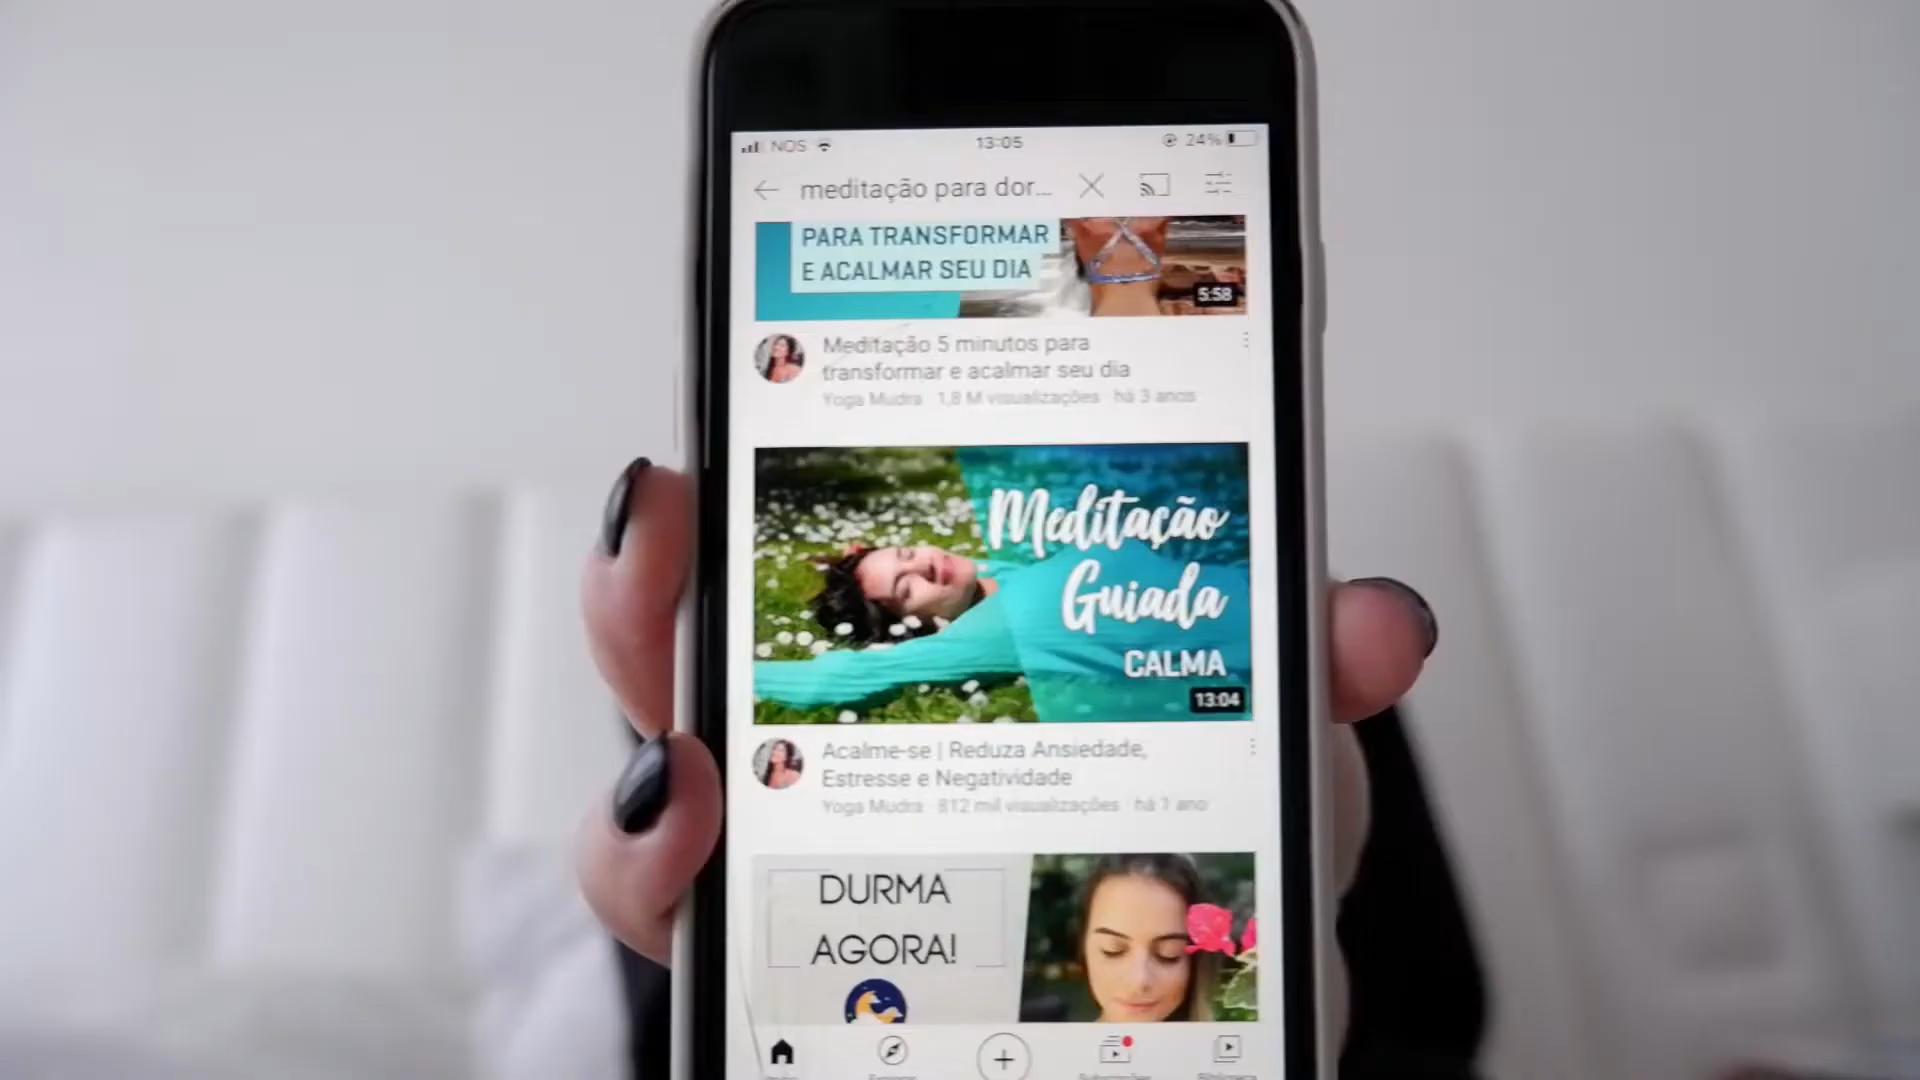 NOS 13:05 24%
meditação para dor...
PARA TRANSFORMAR
E ACALMAR SEU DIA
5:58
Meditação 5 minutos para
transformar e acalmar seu dia
Yoga Mudra · 1,8 M visualizações · há 3 anos
Meditação
Guiada
CALMA
13:04
Acalme-se | Reduza Ansiedade,
Estresse e Negatividade
Yoga Mudra · 812 mil visualizações · há 1 ano
DURMA
AGORA!